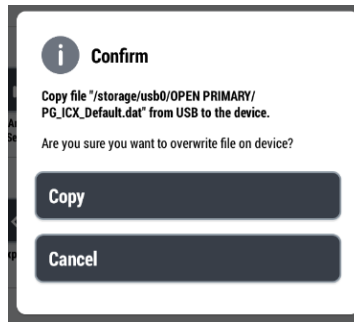 Confirm
Copy file "/storage/usb0/OPEN PRIMARY/
PG_ICX_Default.dat" from USB to the device.
Are you sure you want to overwrite file on device?
Copy
Cancel